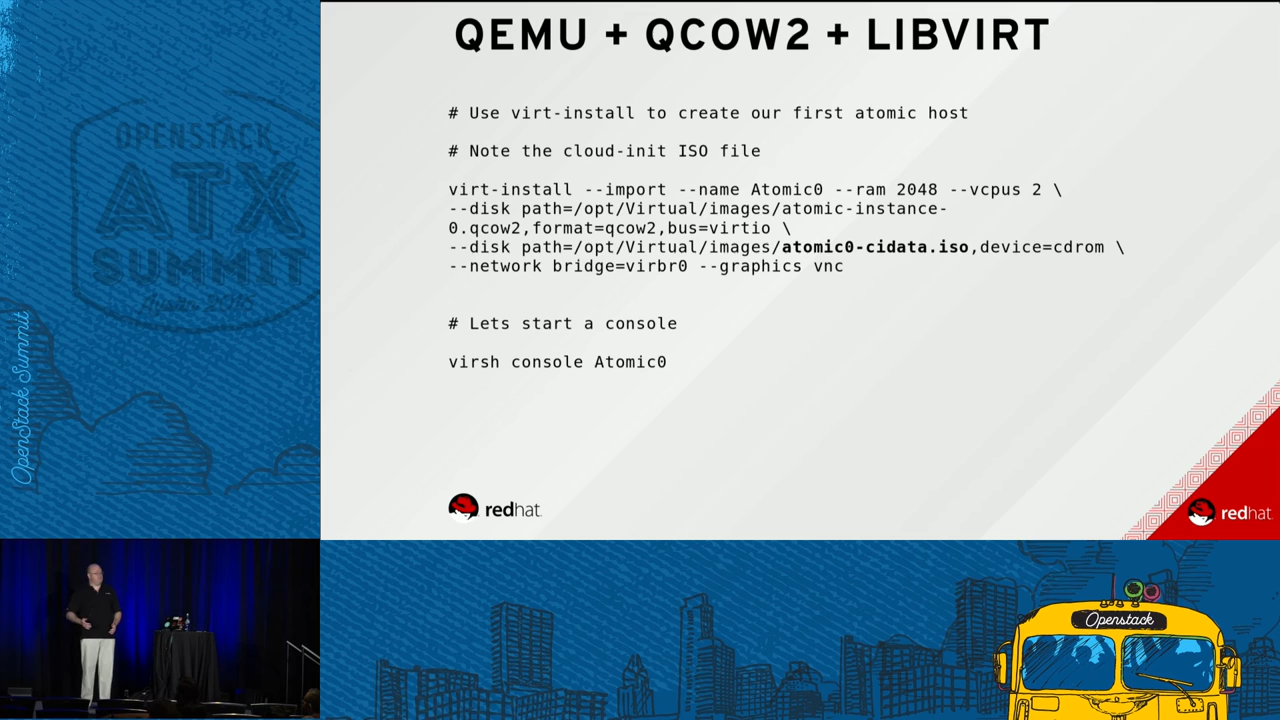 QEMU + QCOW2 + LIBVIRT
# Use virt-install to create our first atomic host
# Note the cloud-init ISO file
virt-install --import --name Atomic0 --ram 2048 --vcpus 2 \
--disk path=/opt/Virtual/images/atomic-instance-
0.qcow2,format=qcow2,bus=virtio \
--disk path=/opt/Virtual/images/atomic0-cidata.iso,device=cdrom \
--network bridge=virbr0 --graphics vnc
# Lets start a console
virsh console Atomic0
redhat.
redhat.
OPENSTACK
ATX
SUMMIT
Austin 2016
OpenStack Summit
Openstack